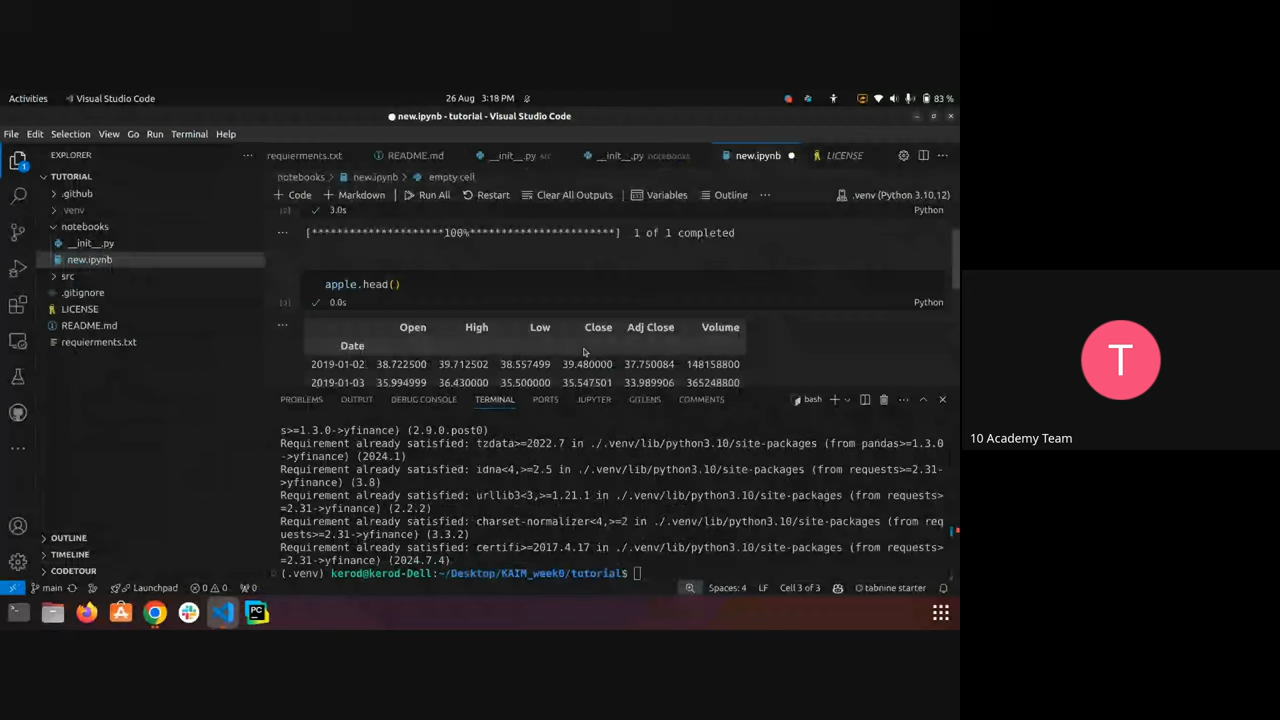 Activities
Visual Studio Code
26 Aug 3:18 PM
83 %
new.ipynb - tutorial - Visual Studio Code
File Edit Selection View Go Run Terminal Help
EXPLORER
requierments.txt
README.md
__init__.py src
__init__.py notebooks
new.ipynb
LICENSE
TUTORIAL
notebooks > new.ipynb > empty cell
.github
+ Code + Markdown Run All Restart Clear All Outputs Variables Outline ... .venv (Python 3.10.12)
venv
3.0s
Python
notebooks
[*********************100%***********************] 1 of 1 completed
__init__.py
new.ipynb
src
apple.head()
.gitignore
[3]
0.0s
Python
LICENSE
README.md
Open High Low Close Adj Close Volume
requierments.txt
Date
2019-01-02 38.722500 39.712502 38.557499 39.480000 37.750084 148158800
2019-01-03 35.994999 36.430000 35.500000 35.547501 33.989906 365248800
PROBLEMS OUTPUT DEBUG CONSOLE TERMINAL PORTS JUPYTER GITLENS COMMENTS
bash
s>=1.3.0->yfinance) (2.9.0.post0)
Requirement already satisfied: tzdata>=2022.7 in ./.venv/lib/python3.10/site-packages (from pandas>=1.3.0
->yfinance) (2024.1)
Requirement already satisfied: idna<4,>=2.5 in ./.venv/lib/python3.10/site-packages (from requests>=2.31-
>yfinance) (3.8)
Requirement already satisfied: urllib3<3,>=1.21.1 in ./.venv/lib/python3.10/site-packages (from requests>
=2.31->yfinance) (2.2.2)
Requirement already satisfied: charset-normalizer<4,>=2 in ./.venv/lib/python3.10/site-packages (from req
uests>=2.31->yfinance) (3.3.2)
Requirement already satisfied: certifi>=2017.4.17 in ./.venv/lib/python3.10/site-packages (from requests>
=2.31->yfinance) (2024.7.4)
(.venv) kerod@kerod-Dell:~/Desktop/KAIM_week0/tutorial$
OUTLINE
TIMELINE
CODETOUR
main
Launchpad
0 0
0
Spaces: 4 LF Cell 3 of 3 tabnine starter
PC
T
10 Academy Team